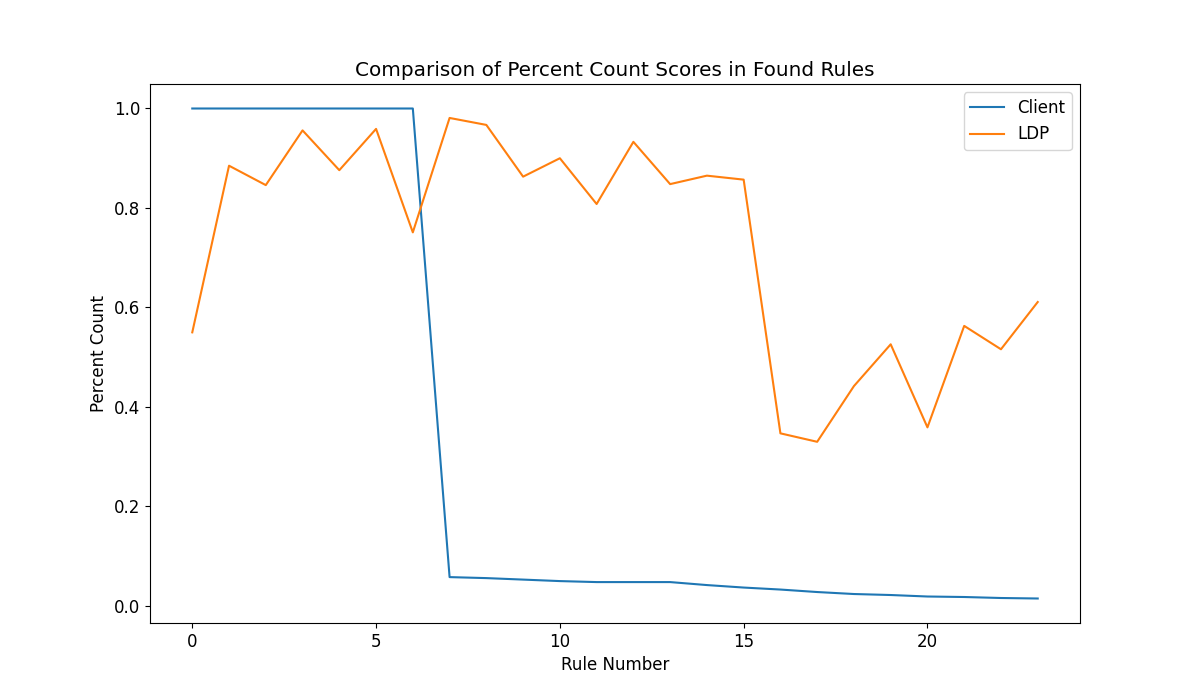 Comparison of Percent Count Scores in Found Rules
Client
LDP
1.0
0.8
0.6
0.4
0.2
0.0
Percent Count
0 5 10 15 20
Rule Number